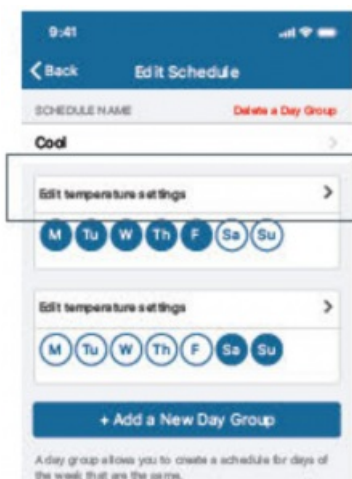 9:41
Back Edit Schedule
SCHEDULE NAME Delete a Day Group
Cool
Edit temperature settings
M Tu W Th F Sa Su
Edit temperature settings
M Tu W Th F Sa Su
+ Add a New Day Group
A day group allows you to create a schedule for days of
the week that are the same.